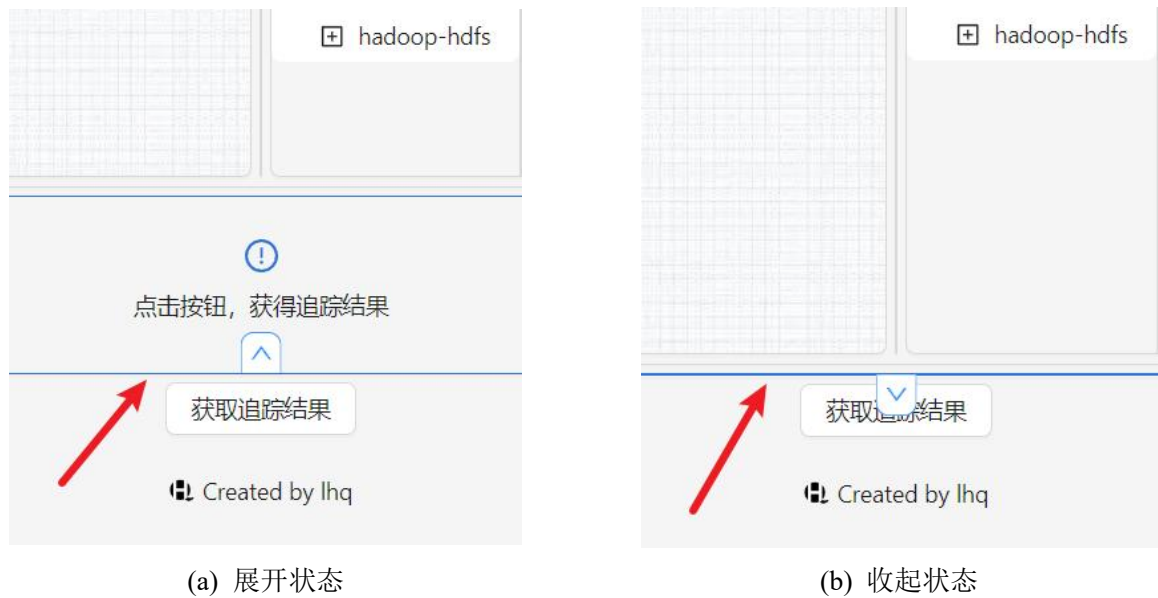 hadoop-hdfs
点击按钮，获得追踪结果
获取追踪结果
Created by lhq
(a) 展开状态
hadoop-hdfs
获取追踪结果
Created by lhq
(b) 收起状态